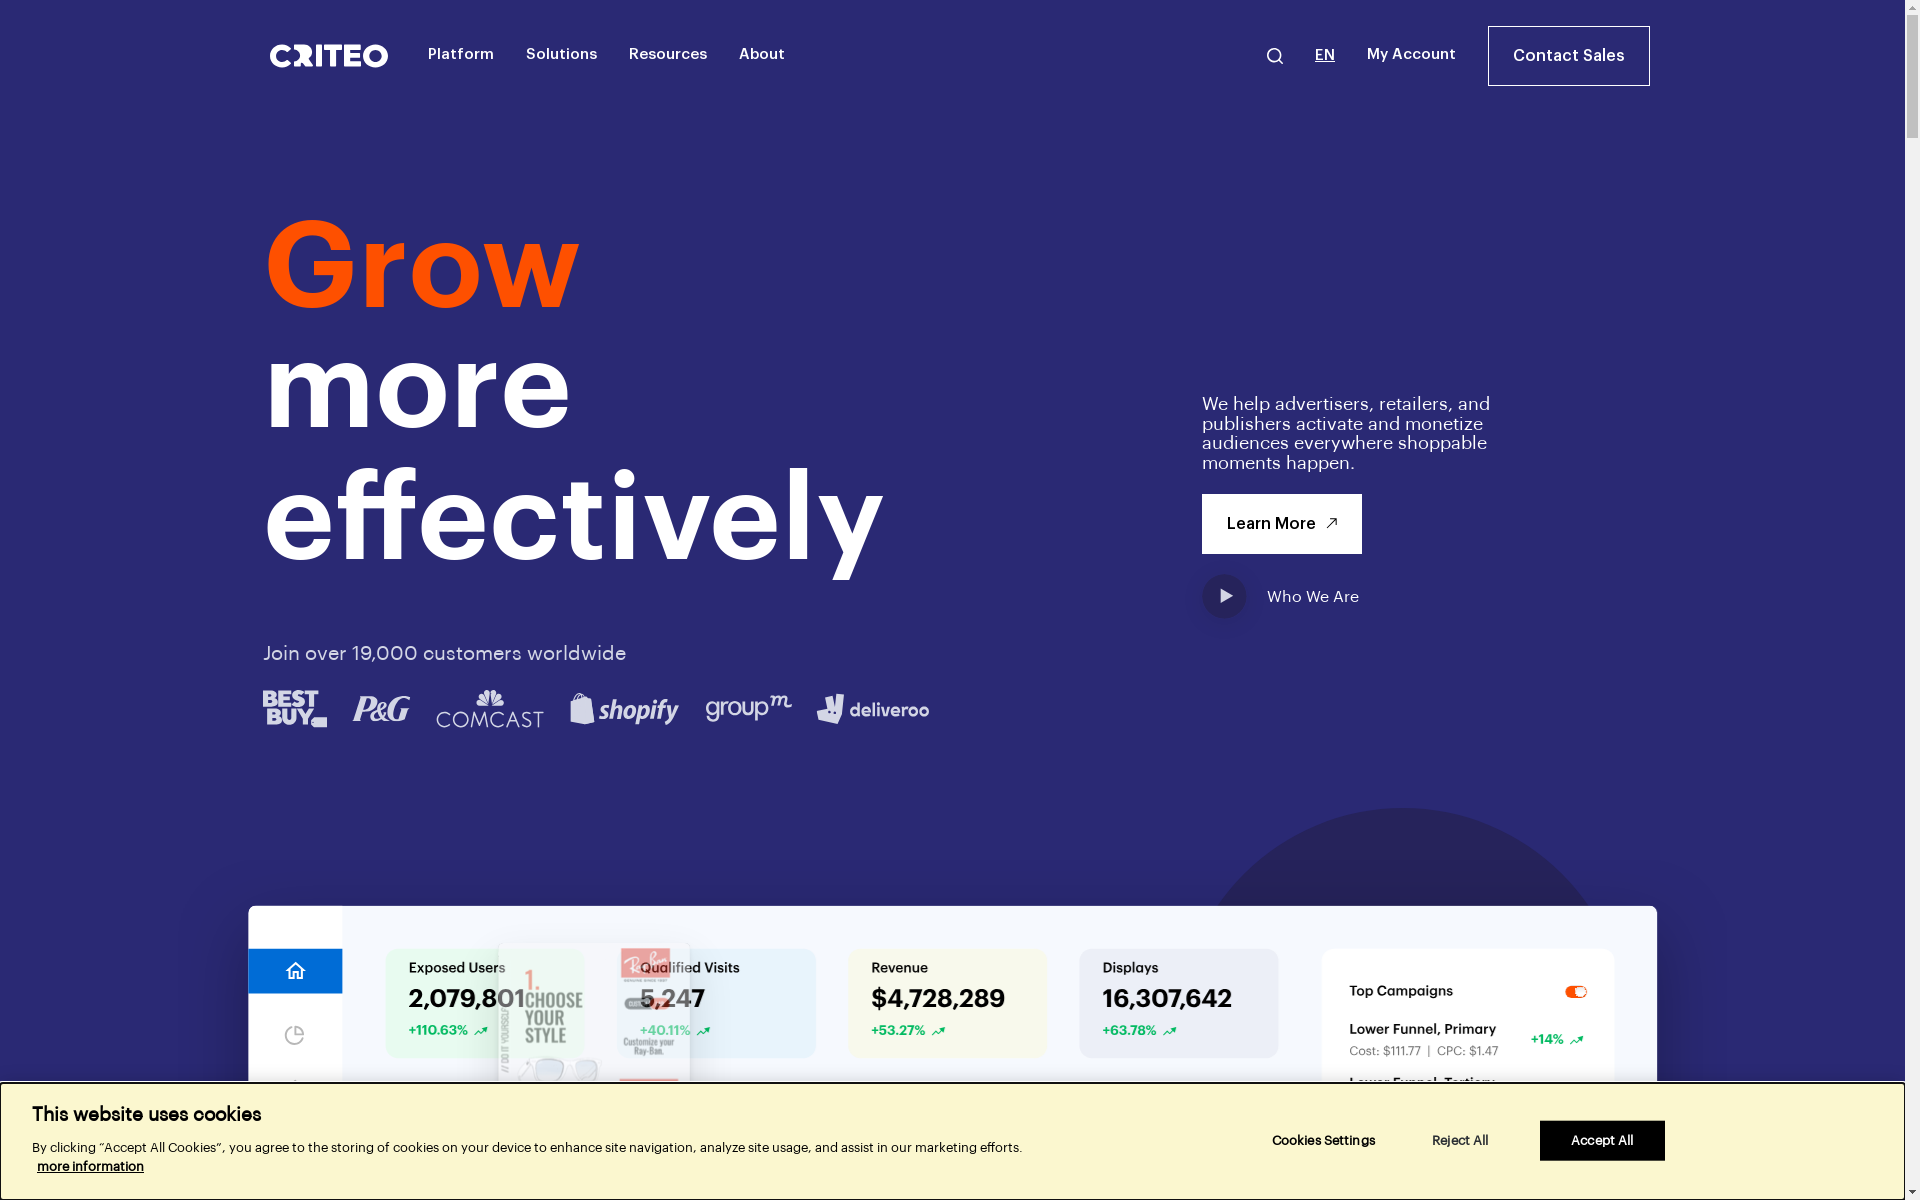 CRITEO
Platform
Solutions
Resources
About
EN
My Account
Contact Sales
Grow
more
effectively
We help advertisers, retailers, and
publishers activate and monetize
audiences everywhere shoppable
moments happen.
Learn More
Who We Are
Join over 19,000 customers worldwide
BEST
BUY
P&G
COMCAST
shopify
groupm
deliveroo
Exposed Users
2,079,801
+110.63%
Qualified Visits
5,247
+40.11%
Revenue
$4,728,289
+53.27%
Displays
16,307,642
+63.78%
Ray-Ban
1.
CHOOSE
YOUR
STYLE
Customize your
Ray-Ban.
Top Campaigns
Lower Funnel, Primary
Cost: $111.77 | CPC: $1.47
+14%
This website uses cookies
By clicking “Accept All Cookies”, you agree to the storing of cookies on your device to enhance site navigation, analyze site usage, and assist in our marketing efforts.
more information
Cookies Settings
Reject All
Accept All